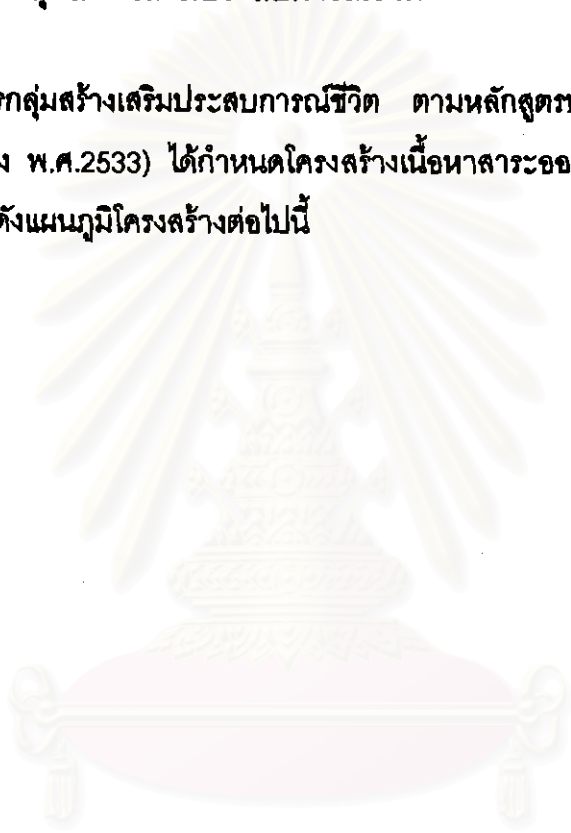 รกลุ่มสร้างเสริมประสบการณ์ชีวิต ตามหลักสูตร
ง พ.ศ.2533) ได้กำหนดโครงสร้างเนื้อหาสาระออ
ดังแผนภูมิโครงสร้างต่อไปนี้